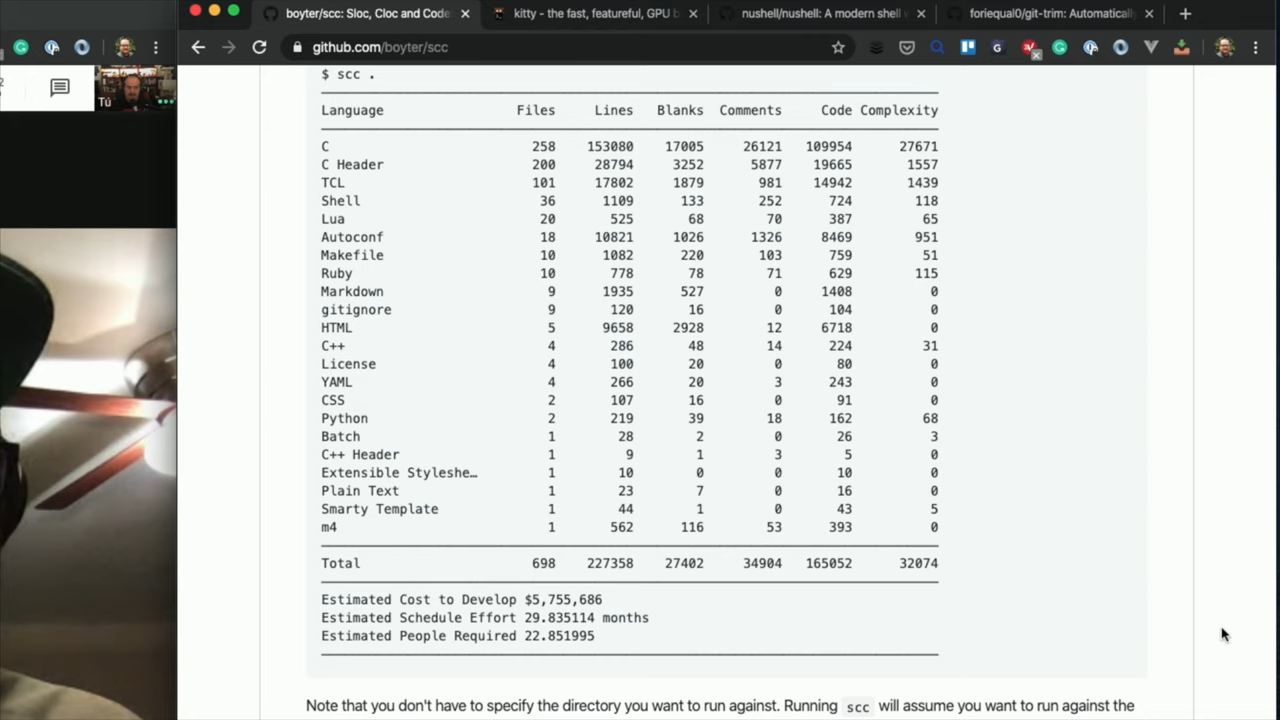 boyter/scc: Sloc, Cloc and Code
kitty - the fast, featureful, GPU b
nushell/nushell: A modern shell w
foriequal0/git-trim: Automatically
github.com/boyter/scc
Tú
$ scc .
Language Files Lines Blanks Comments Code Complexity
C 258 153080 17005 26121 109954 27671
C Header 200 28794 3252 5877 19665 1557
TCL 101 17802 1879 981 14942 1439
Shell 36 1109 133 252 724 118
Lua 20 525 68 70 387 65
Autoconf 18 10821 1026 1326 8469 951
Makefile 10 1082 220 103 759 51
Ruby 10 778 78 71 629 115
Markdown 9 1935 527 0 1408 0
gitignore 9 120 16 0 104 0
HTML 5 9658 2928 12 6718 0
C++ 4 286 48 14 224 31
License 4 100 20 0 80 0
YAML 4 266 20 3 243 0
CSS 2 107 16 0 91 0
Python 2 219 39 18 162 68
Batch 1 28 2 0 26 3
C++ Header 1 9 1 3 5 0
Extensible Styleshe… 1 10 0 0 10 0
Plain Text 1 23 7 0 16 0
Smarty Template 1 44 1 0 43 5
m4 1 562 116 53 393 0
Total 698 227358 27402 34904 165052 32074
Estimated Cost to Develop $5,755,686
Estimated Schedule Effort 29.835114 months
Estimated People Required 22.851995
Note that you don't have to specify the directory you want to run against. Running scc will assume you want to run against the